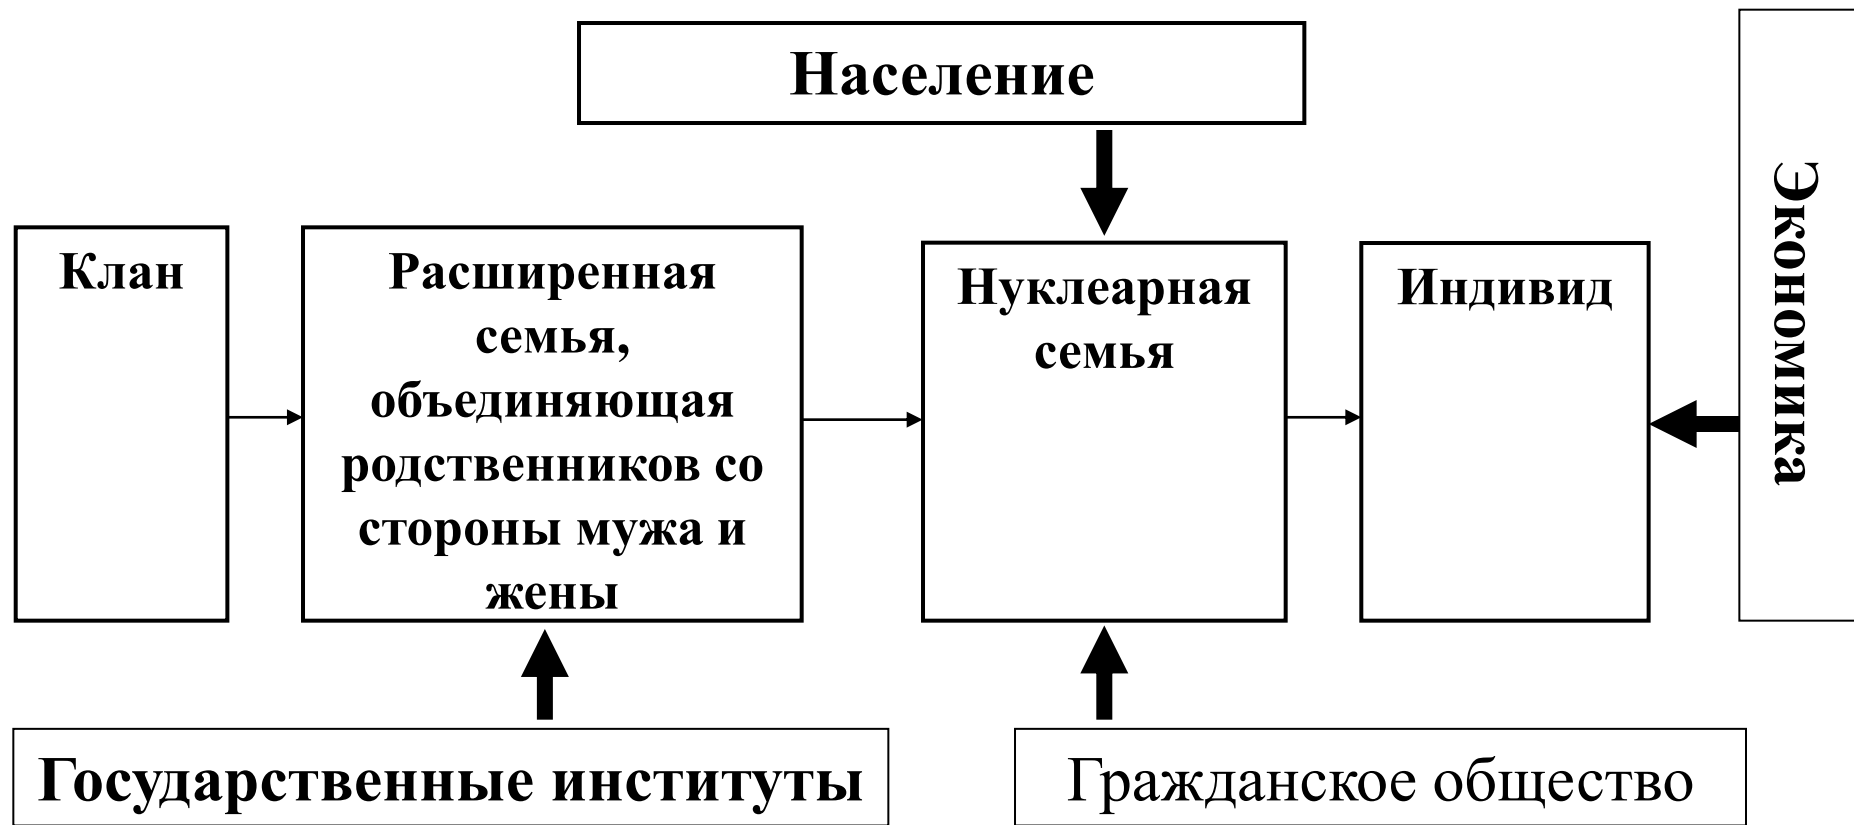 Население
Экономика
Клан
Расширенная
семья,
объединяющая
родственников со
стороны мужа и
жены
Нуклеарная
семья
Индивид
Государственные институты
Гражданское общество